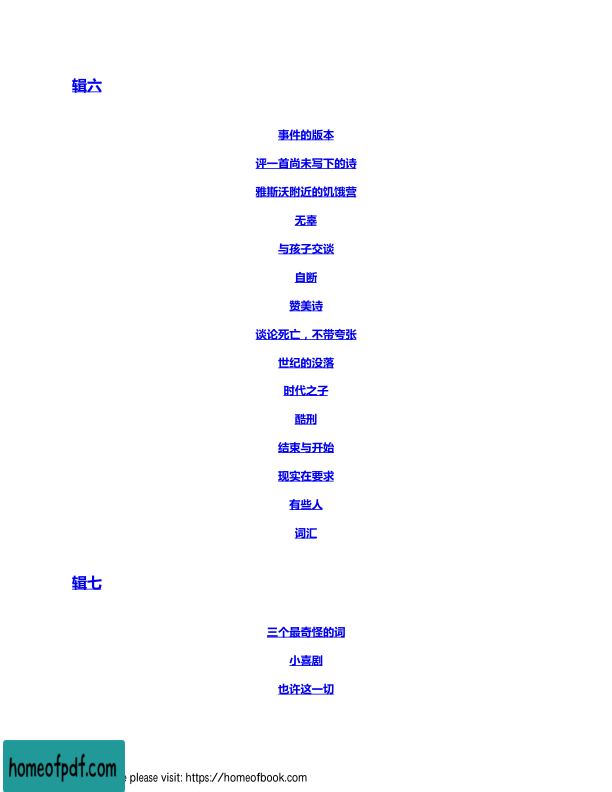 辑六
事件的版本
评一首尚未写下的诗
雅斯沃附近的饥饿营
无辜
与孩子交谈
自断
赞美诗
谈论死亡，不带夸张
世纪的没落
时代之子
酷刑
结束与开始
现实在要求
有些人
词汇
辑七
三个最奇怪的词
小喜剧
也许这一切
homeofpdf.com
please visit: https://homeofbook.com